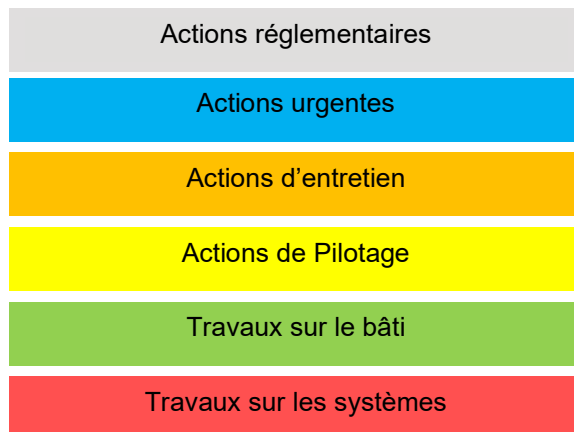 Actions réglementaires
Actions urgentes
Actions d’entretien
Actions de Pilotage
Travaux sur le bâti
Travaux sur les systèmes